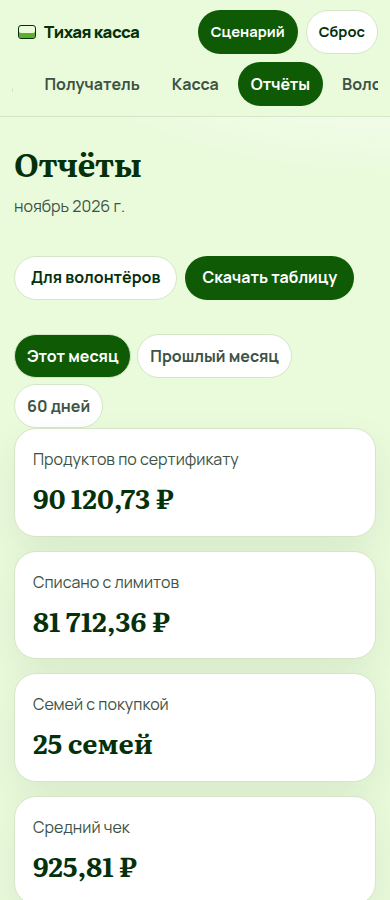 Тихая касса
Сценарий
Сброс
Получатель
Касса
Отчёты
Отчёты
ноябрь 2026 г.
Для волонтёров
Скачать таблицу
Этот месяц
Прошлый месяц
60 дней
Продуктов по сертификату
90 120,73 ₽
Списано с лимитов
81 712,36 ₽
Семей с покупкой
25 семей
Средний чек
925,81 ₽